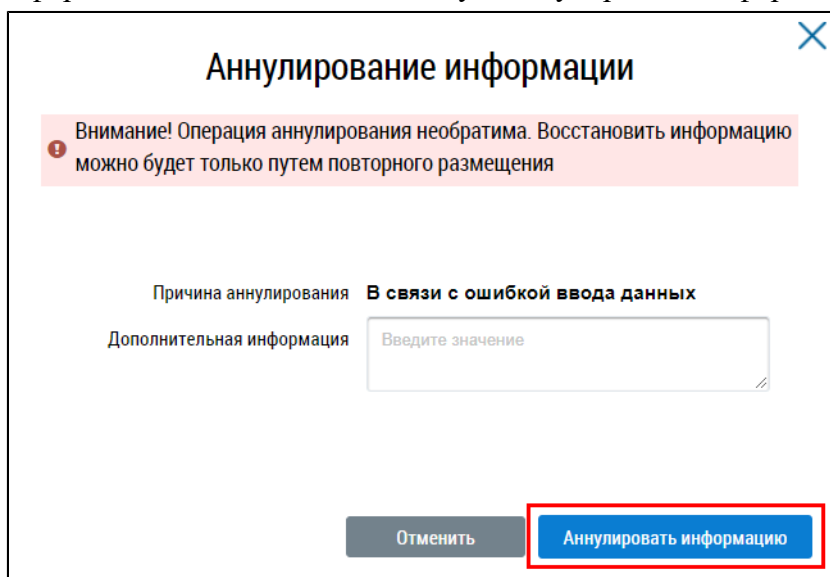 Аннулирование информации
Внимание! Операция аннулирования необратима. Восстановить информацию
можно будет только путем повторного размещения
Причина аннулирования В связи с ошибкой ввода данных
Дополнительная информация Введите значение
Отменить Аннулировать информацию